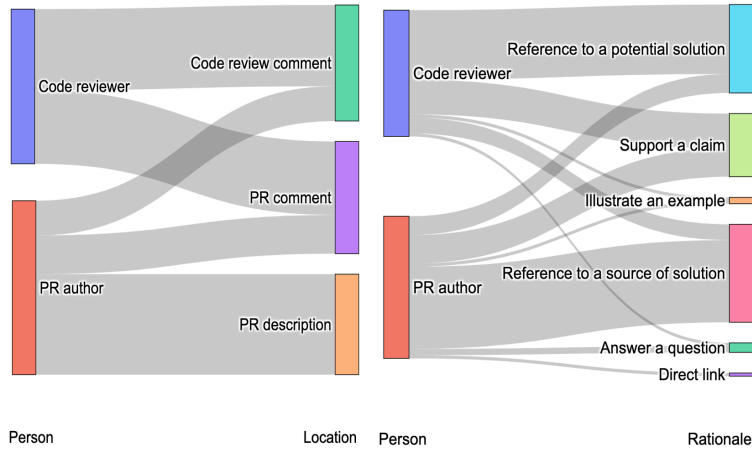 Code reviewer
Code review comment
PR comment
PR author
PR description
Person
Location
Reference to a potential solution
Code reviewer
Support a claim
Illustrate an example
Reference to a source of solution
PR author
Answer a question
Direct link
Person
Rationale